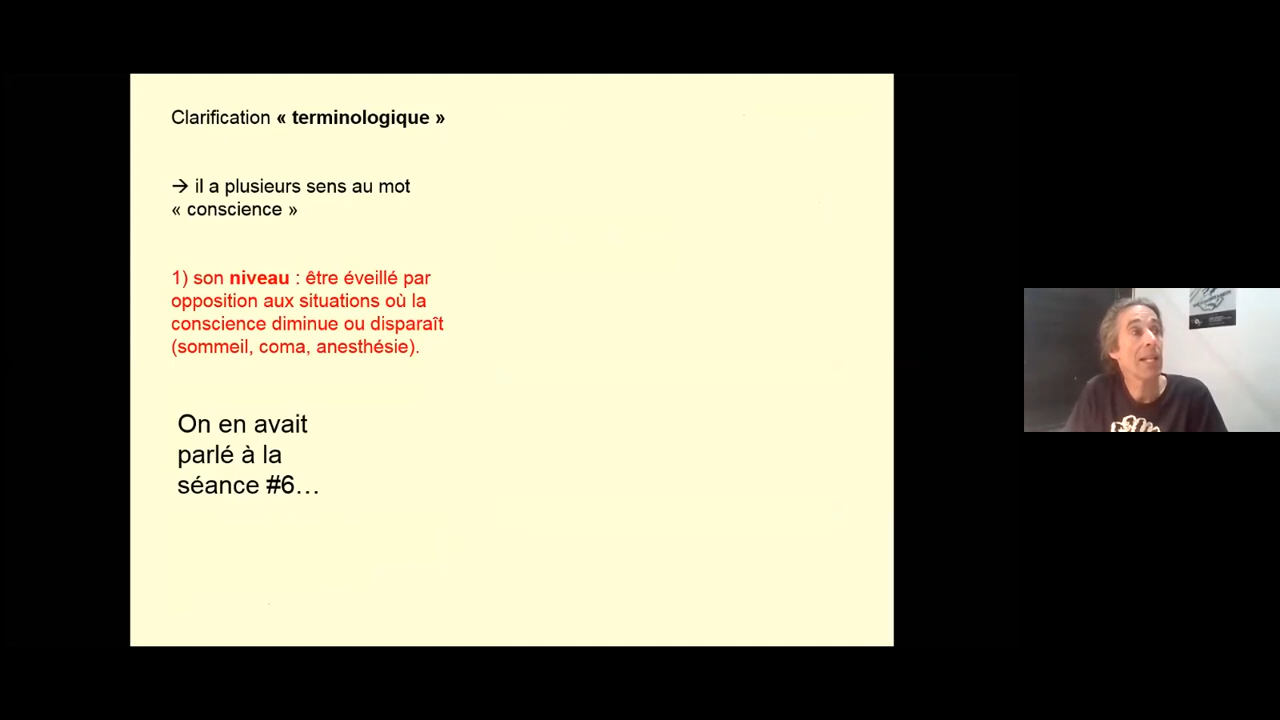 Clarification « terminologique »
→ il a plusieurs sens au mot
« conscience »
1) son niveau : être éveillé par
opposition aux situations où la
conscience diminue ou disparaît
(sommeil, coma, anesthésie).
On en avait
parlé à la
séance #6…